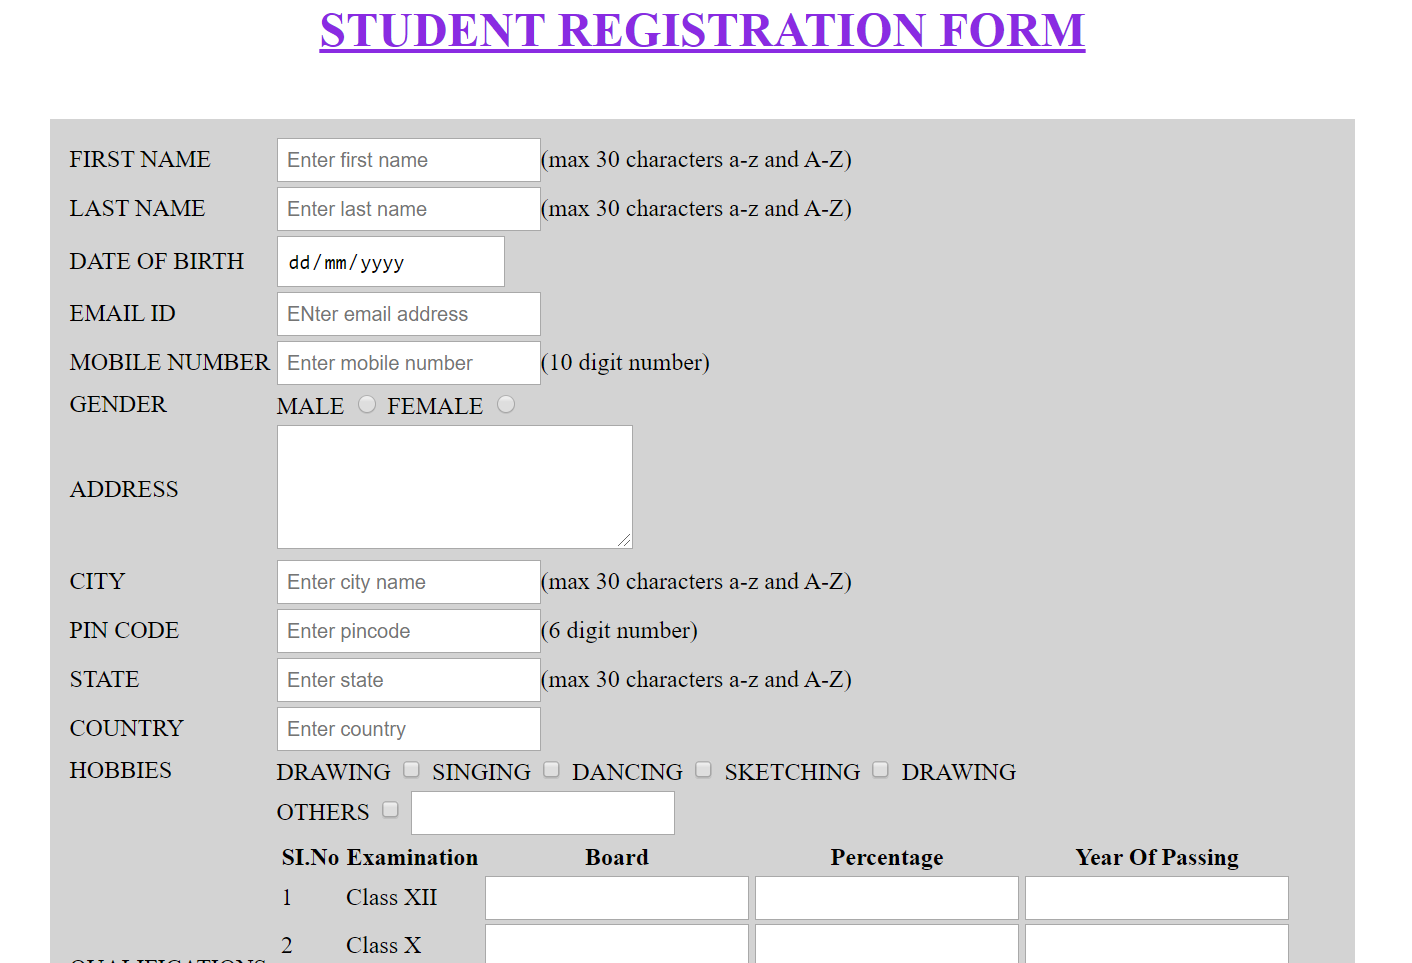 STUDENT REGISTRATION FORM
FIRST NAME Enter first name (max 30 characters a-z and A-Z)
LAST NAME Enter last name (max 30 characters a-z and A-Z)
DATE OF BIRTH dd/mm/yyyy
EMAIL ID ENter email address
MOBILE NUMBER Enter mobile number (10 digit number)
GENDER MALE FEMALE
ADDRESS
CITY Enter city name (max 30 characters a-z and A-Z)
PIN CODE Enter pincode (6 digit number)
STATE Enter state (max 30 characters a-z and A-Z)
COUNTRY Enter country
HOBBIES DRAWING SINGING DANCING SKETCHING DRAWING
OTHERS
SI.No Examination Board Percentage Year Of Passing
1 Class XII
2 Class X
QUALIFICATIONS